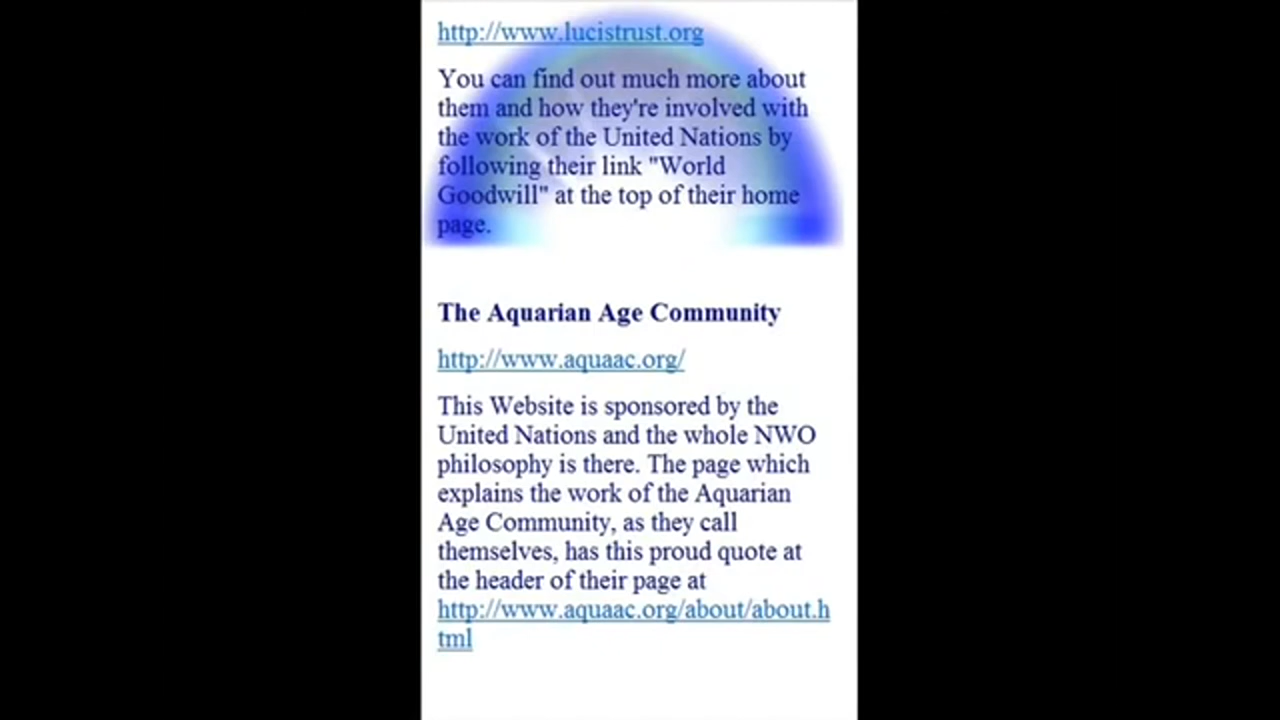 http://www.lucistrust.org
You can find out much more about
them and how they're involved with
the work of the United Nations by
following their link "World
Goodwill" at the top of their home
page.
The Aquarian Age Community
http://www.aquaac.org/
This Website is sponsored by the
United Nations and the whole NWO
philosophy is there. The page which
explains the work of the Aquarian
Age Community, as they call
themselves, has this proud quote at
the header of their page at
http://www.aquaac.org/about/about.h
tml